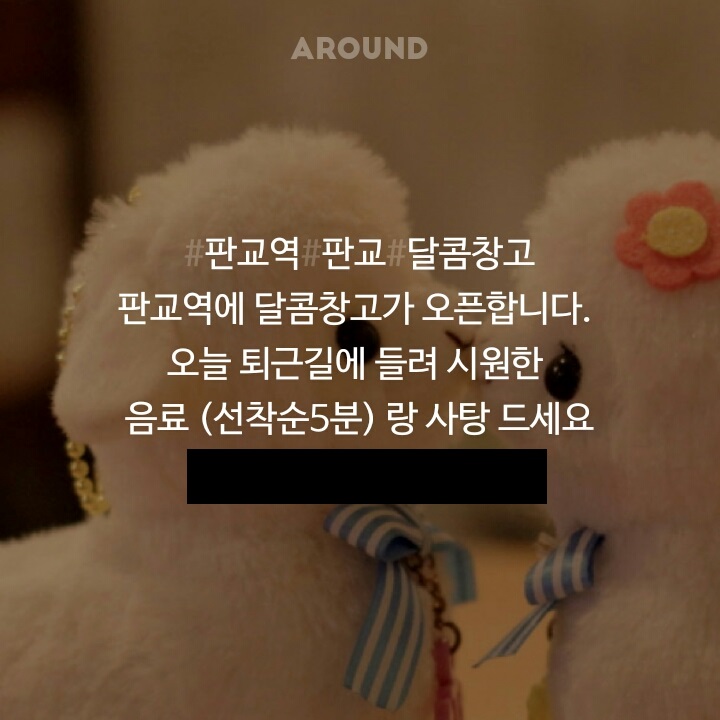 AROUND
#판교역#판교#달콤창고
판교역에 달콤창고가 오픈합니다.
오늘 퇴근길에 들려 시원한
음료 (선착순5분) 랑 사탕 드세요